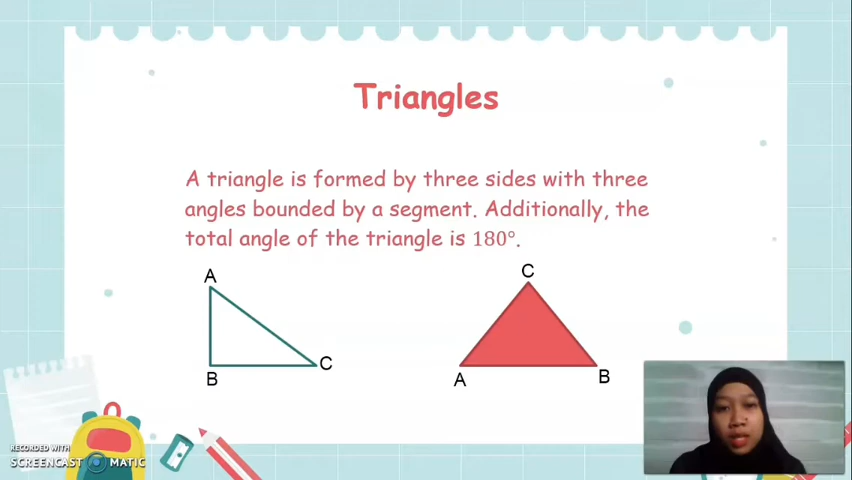 Triangles
A triangle is formed by three sides with three
angles bounded by a segment. Additionally, the
total angle of the triangle is 180°.
A
B
C
C
A
B
RECORDED WITH
SCREENCAST MATIC